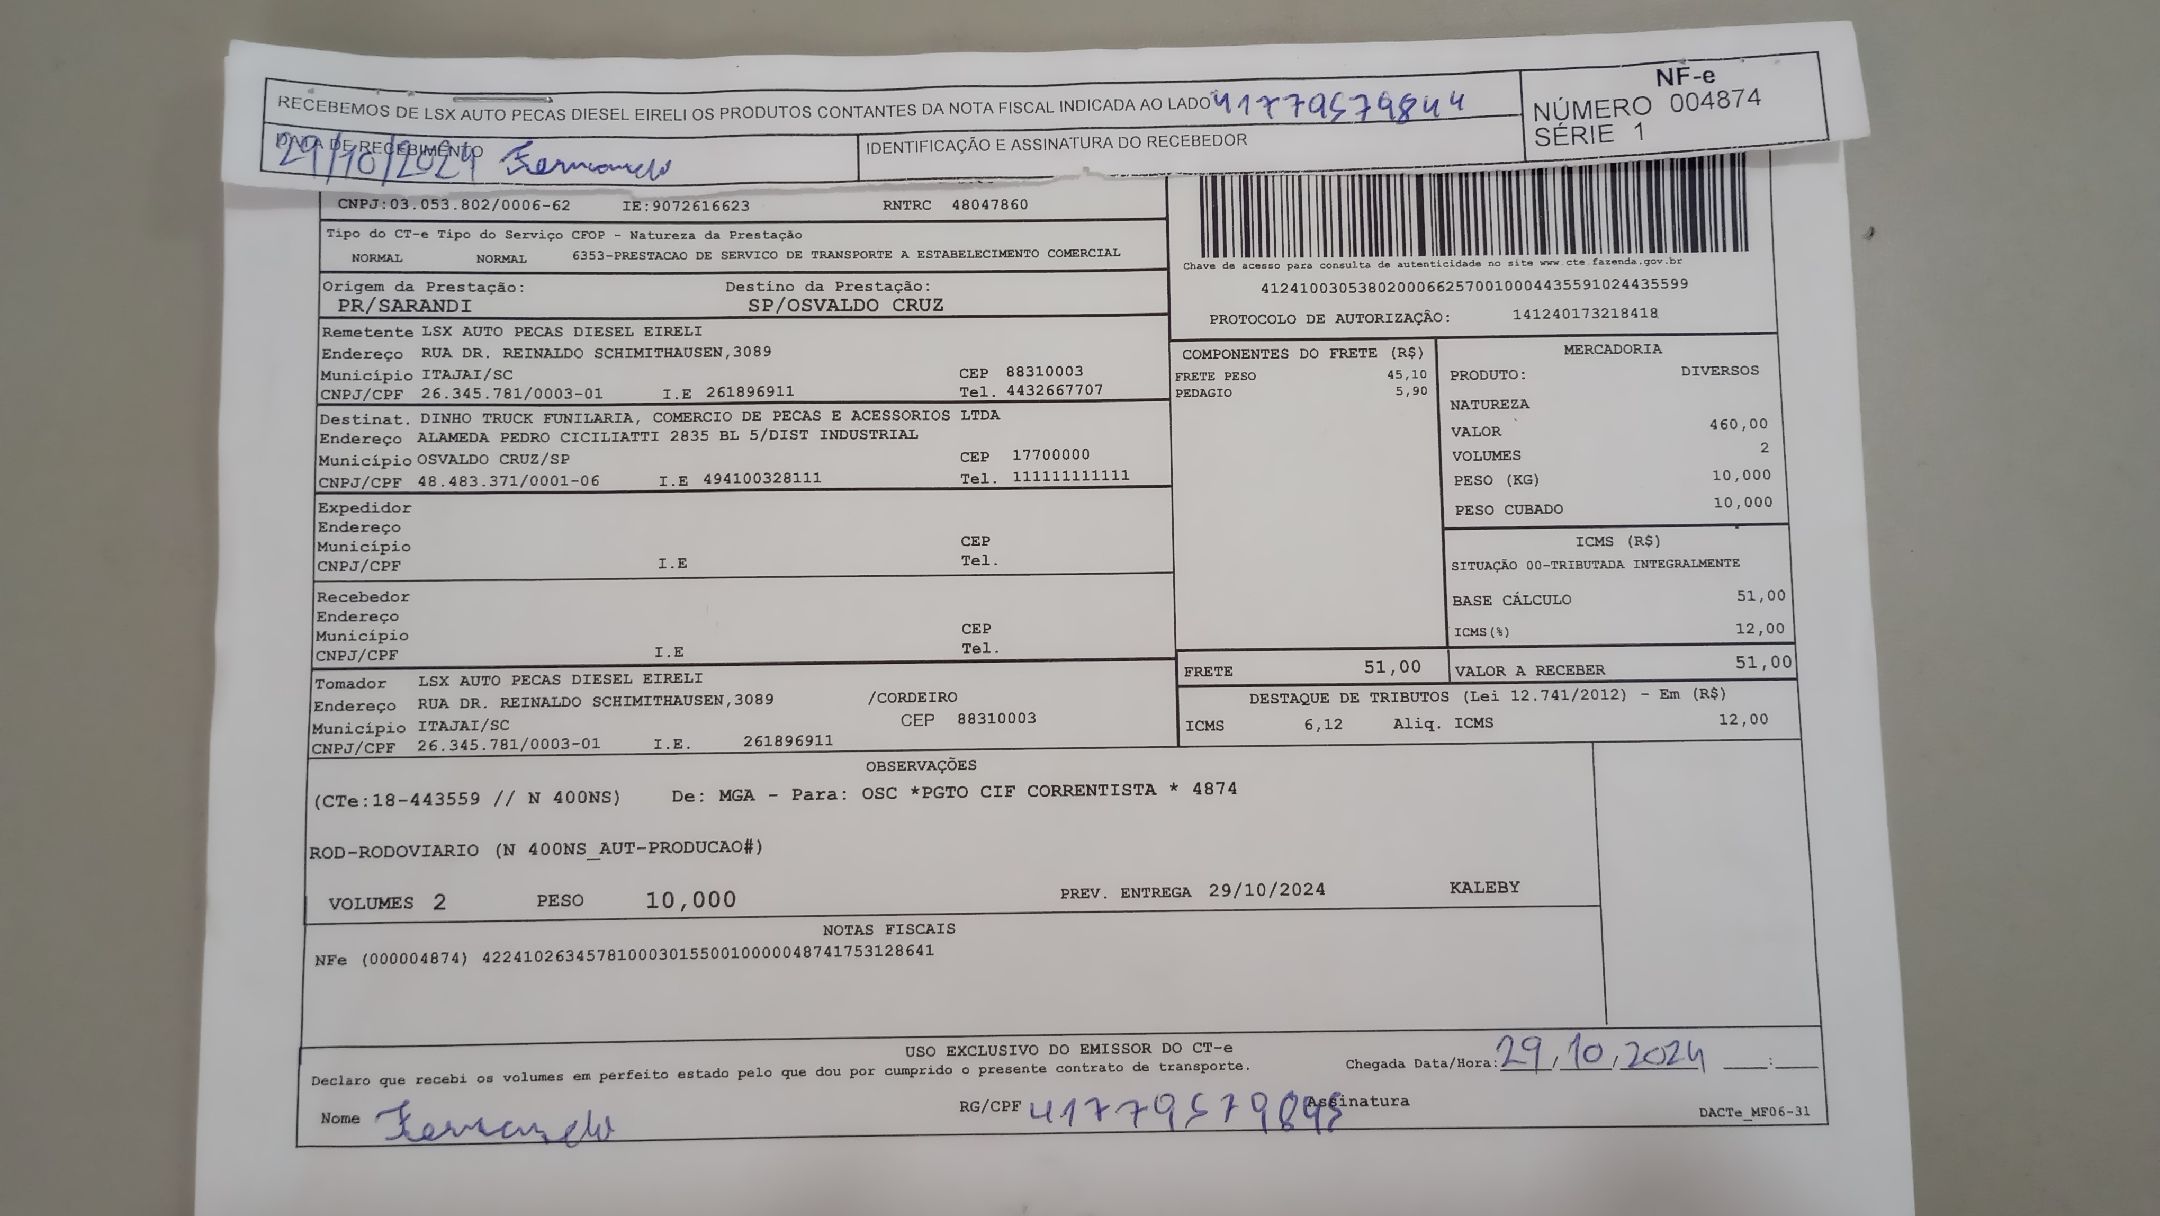 NF-e
RECEBEMOS DE LSX AUTO PECAS DIESEL EIRELI OS PRODUTOS CONTANTES DA NOTA FISCAL INDICADA AO LADO 41779579844
NÚMERO 004874
SÉRIE 1
DATA DE RECEBIMENTO
29/10/2024 Fernando
IDENTIFICAÇÃO E ASSINATURA DO RECEBEDOR
CNPJ:03.053.802/0006-62 IE:9072616623 RNTRC 48047860
Tipo do CT-e Tipo do Serviço CFOP - Natureza da Prestação
NORMAL NORMAL 6353-PRESTACAO DE SERVICO DE TRANSPORTE A ESTABELECIMENTO COMERCIAL
Chave de acesso para consulta de autenticidade no site www.cte.fazenda.gov.br
41241003053802000662570010004435591024435599
PROTOCOLO DE AUTORIZAÇÃO: 141240173218418
Origem da Prestação: Destino da Prestação:
PR/SARANDI SP/OSVALDO CRUZ
Remetente LSX AUTO PECAS DIESEL EIRELI
Endereço RUA DR. REINALDO SCHIMITHAUSEN,3089
Município ITAJAI/SC CEP 88310003
CNPJ/CPF 26.345.781/0003-01 I.E 261896911 Tel. 4432667707
Destinat. DINHO TRUCK FUNILARIA, COMERCIO DE PECAS E ACESSORIOS LTDA
Endereço ALAMEDA PEDRO CICILIATTI 2835 BL 5/DIST INDUSTRIAL
Município OSVALDO CRUZ/SP CEP 17700000
CNPJ/CPF 48.483.371/0001-06 I.E 494100328111 Tel. 111111111111
Expedidor
Endereço
Município CEP
CNPJ/CPF I.E Tel.
Recebedor
Endereço
Município CEP
CNPJ/CPF I.E Tel.
Tomador LSX AUTO PECAS DIESEL EIRELI
Endereço RUA DR. REINALDO SCHIMITHAUSEN,3089 /CORDEIRO
Município ITAJAI/SC CEP 88310003
CNPJ/CPF 26.345.781/0003-01 I.E. 261896911
COMPONENTES DO FRETE (R$)
FRETE PESO 45,10
PEDAGIO 5,90
MERCADORIA
PRODUTO: DIVERSOS
NATUREZA
VALOR 460,00
VOLUMES 2
PESO (KG) 10,000
PESO CUBADO 10,000
ICMS (R$)
SITUAÇÃO 00-TRIBUTADA INTEGRALMENTE
BASE CÁLCULO 51,00
ICMS(%) 12,00
FRETE 51,00 VALOR A RECEBER 51,00
DESTAQUE DE TRIBUTOS (Lei 12.741/2012) - Em (R$)
ICMS 6,12 Aliq. ICMS 12,00
OBSERVAÇÕES
(CTe:18-443559 // N 400NS) De: MGA - Para: OSC *PGTO CIF CORRENTISTA * 4874
ROD-RODOVIARIO (N 400NS_AUT-PRODUCAO#)
VOLUMES 2 PESO 10,000 PREV. ENTREGA 29/10/2024 KALEBY
NOTAS FISCAIS
NFe (000004874) 42241026345781000301550010000048741753128641
USO EXCLUSIVO DO EMISSOR DO CT-e
Declaro que recebi os volumes em perfeito estado pelo que dou por cumprido o presente contrato de transporte.
Chegada Data/Hora: 29/10/2024 ____:____
Nome Fernando RG/CPF 41779579845 Assinatura
DACTe_MF06-31